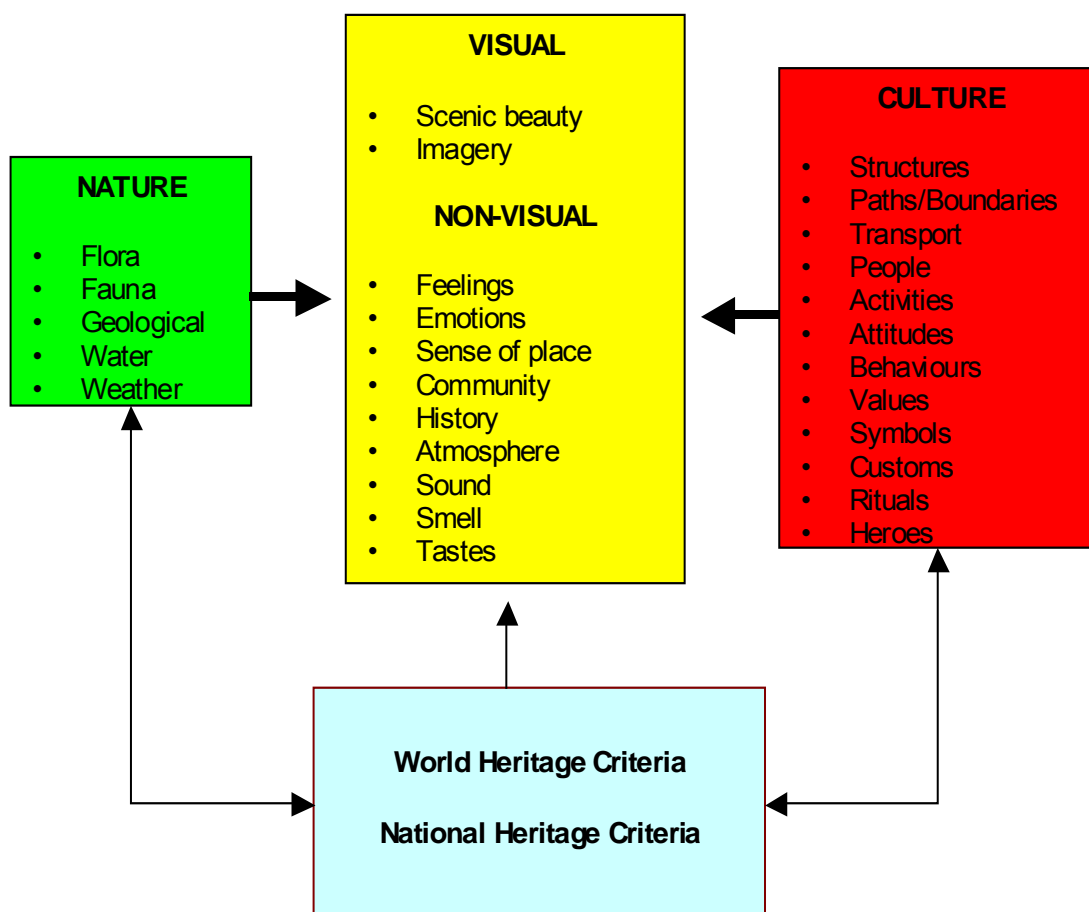 NATURE
• Flora
• Fauna
• Geological
• Water
• Weather
VISUAL
• Scenic beauty
• Imagery
NON-VISUAL
• Feelings
• Emotions
• Sense of place
• Community
• History
• Atmosphere
• Sound
• Smell
• Tastes
CULTURE
• Structures
• Paths/Boundaries
• Transport
• People
• Activities
• Attitudes
• Behaviours
• Values
• Symbols
• Customs
• Rituals
• Heroes
World Heritage Criteria
National Heritage Criteria